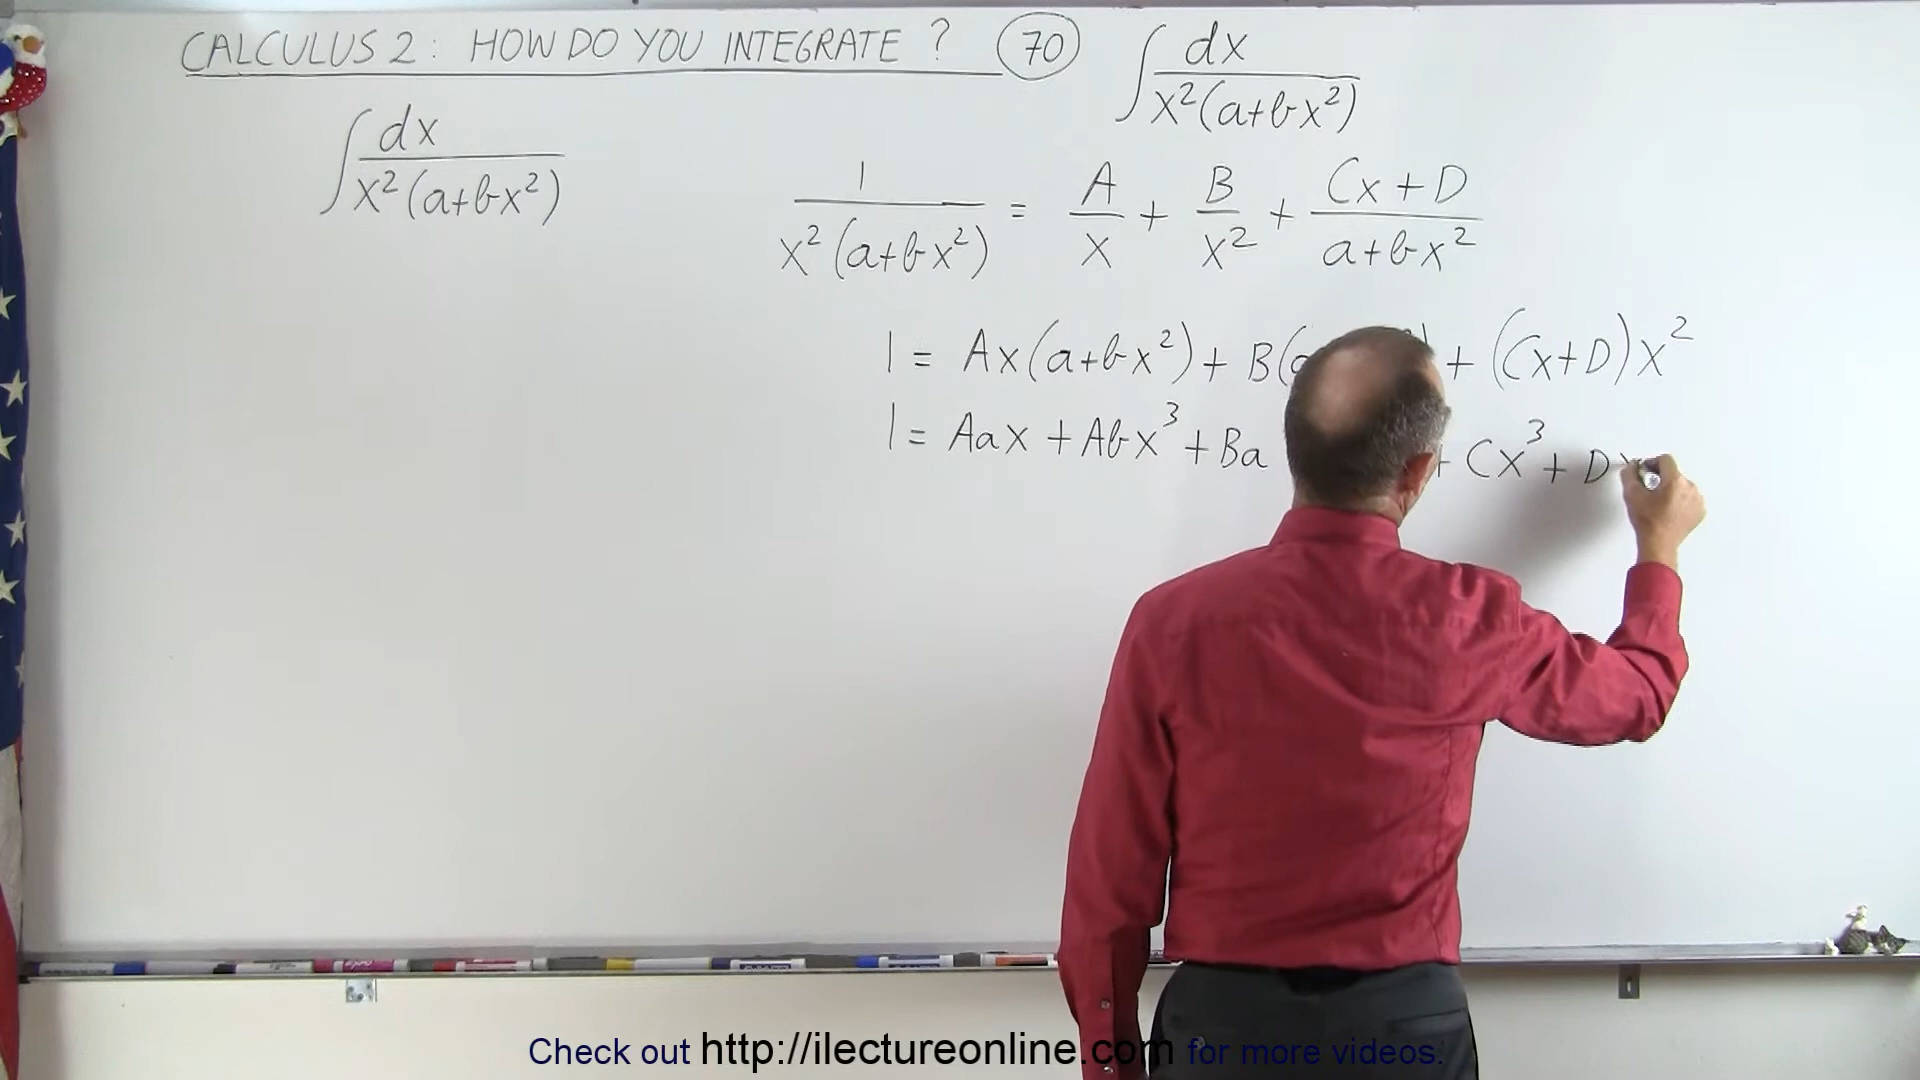 CALCULUS 2: HOW DO YOU INTEGRATE ? 70 ∫ dx / x²(a+bx²)
∫ dx / x²(a+bx²)
1 / x²(a+bx²) = A/x + B/x² + (Cx+D)/(a+bx²)
1 = Ax(a+bx²) + B( + (Cx+D)x²
1 = Aax + Abx³ + Ba + Cx³ + D
Check out http://ilectureonline.com for more videos.